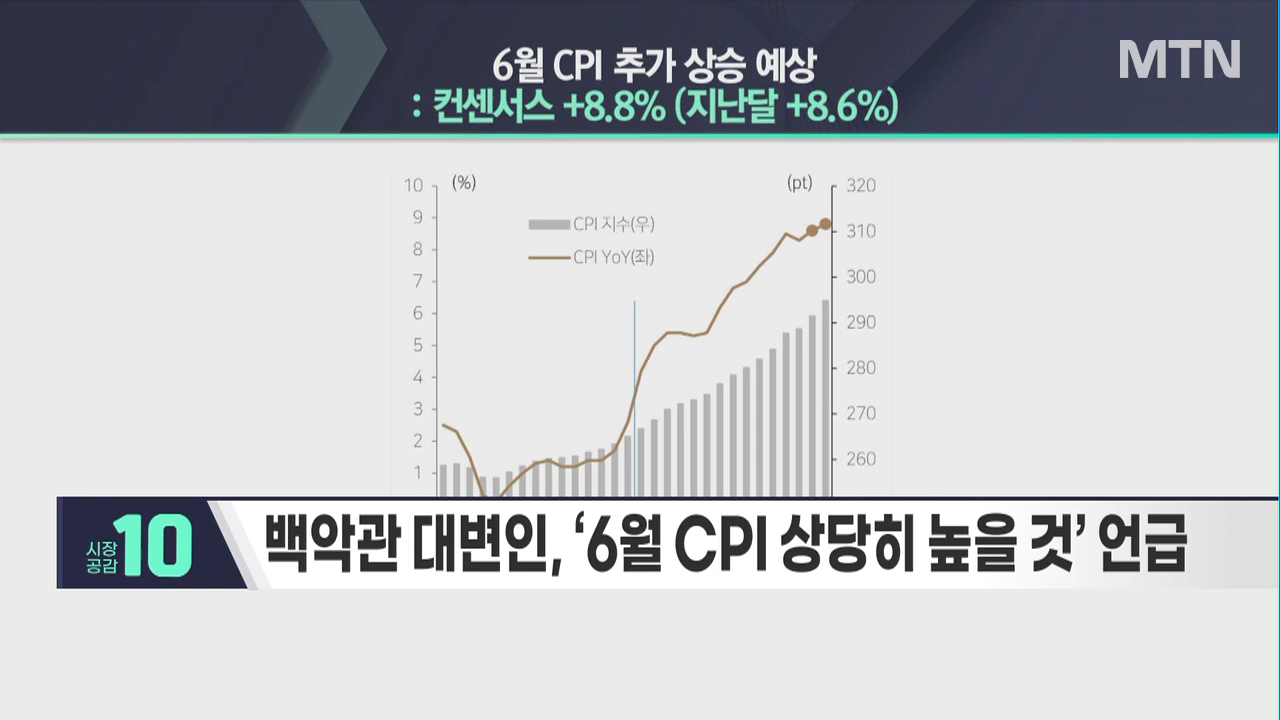 6월 CPI 추가 상승 예상
: 컨센서스 +8.8% (지난달 +8.6%)
MTN
(%)
(pt)
10
9
8
7
6
5
4
3
2
1
CPI 지수(우)
CPI YoY(좌)
320
310
300
290
280
270
260
시장
공감
10
백악관 대변인, ‘6월 CPI 상당히 높을 것’ 언급